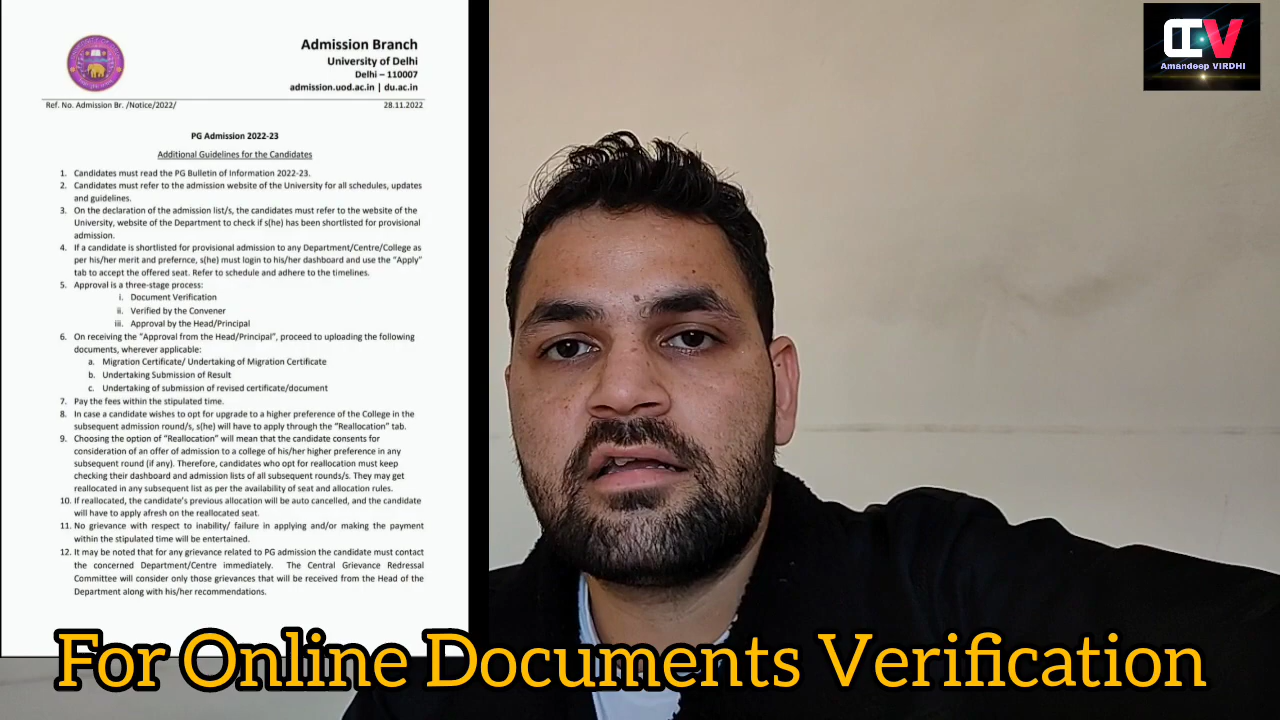 Admission Branch
University of Delhi
Delhi – 110007
admission.uod.ac.in | du.ac.in
Ref. No. Admission Br. /Notice/2022/ 28.11.2022
PG Admission 2022-23
Additional Guidelines for the Candidates
1. Candidates must read the PG Bulletin of Information 2022-23.
2. Candidates must refer to the admission website of the University for all schedules, updates
and guidelines.
3. On the declaration of the admission list/s, the candidates must refer to the website of the
University, website of the Department to check if s(he) has been shortlisted for provisional
admission.
4. If a candidate is shortlisted for provisional admission to any Department/Centre/College as
per his/her merit and prefernce, s(he) must login to his/her dashboard and use the “Apply”
tab to accept the offered seat. Refer to schedule and adhere to the timelines.
5. Approval is a three-stage process:
i. Document Verification
ii. Verified by the Convener
iii. Approval by the Head/Principal
6. On receiving the “Approval from the Head/Principal”, proceed to uploading the following
documents, wherever applicable:
a. Migration Certificate/ Undertaking of Migration Certificate
b. Undertaking Submission of Result
c. Undertaking of submission of revised certificate/document
7. Pay the fees within the stipulated time.
8. In case a candidate wishes to opt for upgrade to a higher preference of the College in the
subsequent admission round/s, s(he) will have to apply through the “Reallocation” tab.
9. Choosing the option of “Reallocation” will mean that the candidate consents for
consideration of an offer of admission to a college of his/her higher preference in any
subsequent round (if any). Therefore, candidates who opt for reallocation must keep
checking their dashboard and admission lists of all subsequent rounds/s. They may get
reallocated in any subsequent list as per the availability of seat and allocation rules.
10. If reallocated, the candidate’s previous allocation will be auto cancelled, and the candidate
will have to apply afresh on the reallocated seat.
11. No grievance with respect to inability/ failure in applying and/or making the payment
within the stipulated time will be entertained.
12. It may be noted that for any grievance related to PG admission the candidate must contact
the concerned Department/Centre immediately. The Central Grievance Redressal
Committee will consider only those grievances that will be received from the Head of the
Department along with his/her recommendations.
Amandeep VIRDHI
For Online Documents Verification